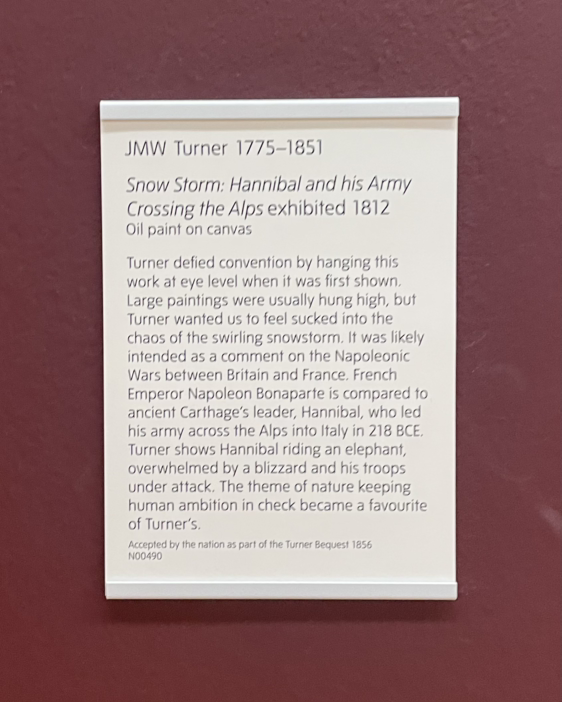 JMW Turner 1775–1851
Snow Storm: Hannibal and his Army
Crossing the Alps exhibited 1812
Oil paint on canvas
Turner defied convention by hanging this
work at eye level when it was first shown.
Large paintings were usually hung high, but
Turner wanted us to feel sucked into the
chaos of the swirling snowstorm. It was likely
intended as a comment on the Napoleonic
Wars between Britain and France. French
Emperor Napoleon Bonaparte is compared to
ancient Carthage's leader, Hannibal, who led
his army across the Alps into Italy in 218 BCE.
Turner shows Hannibal riding an elephant,
overwhelmed by a blizzard and his troops
under attack. The theme of nature keeping
human ambition in check became a favourite
of Turner's.
Accepted by the nation as part of the Turner Bequest 1856
N00490